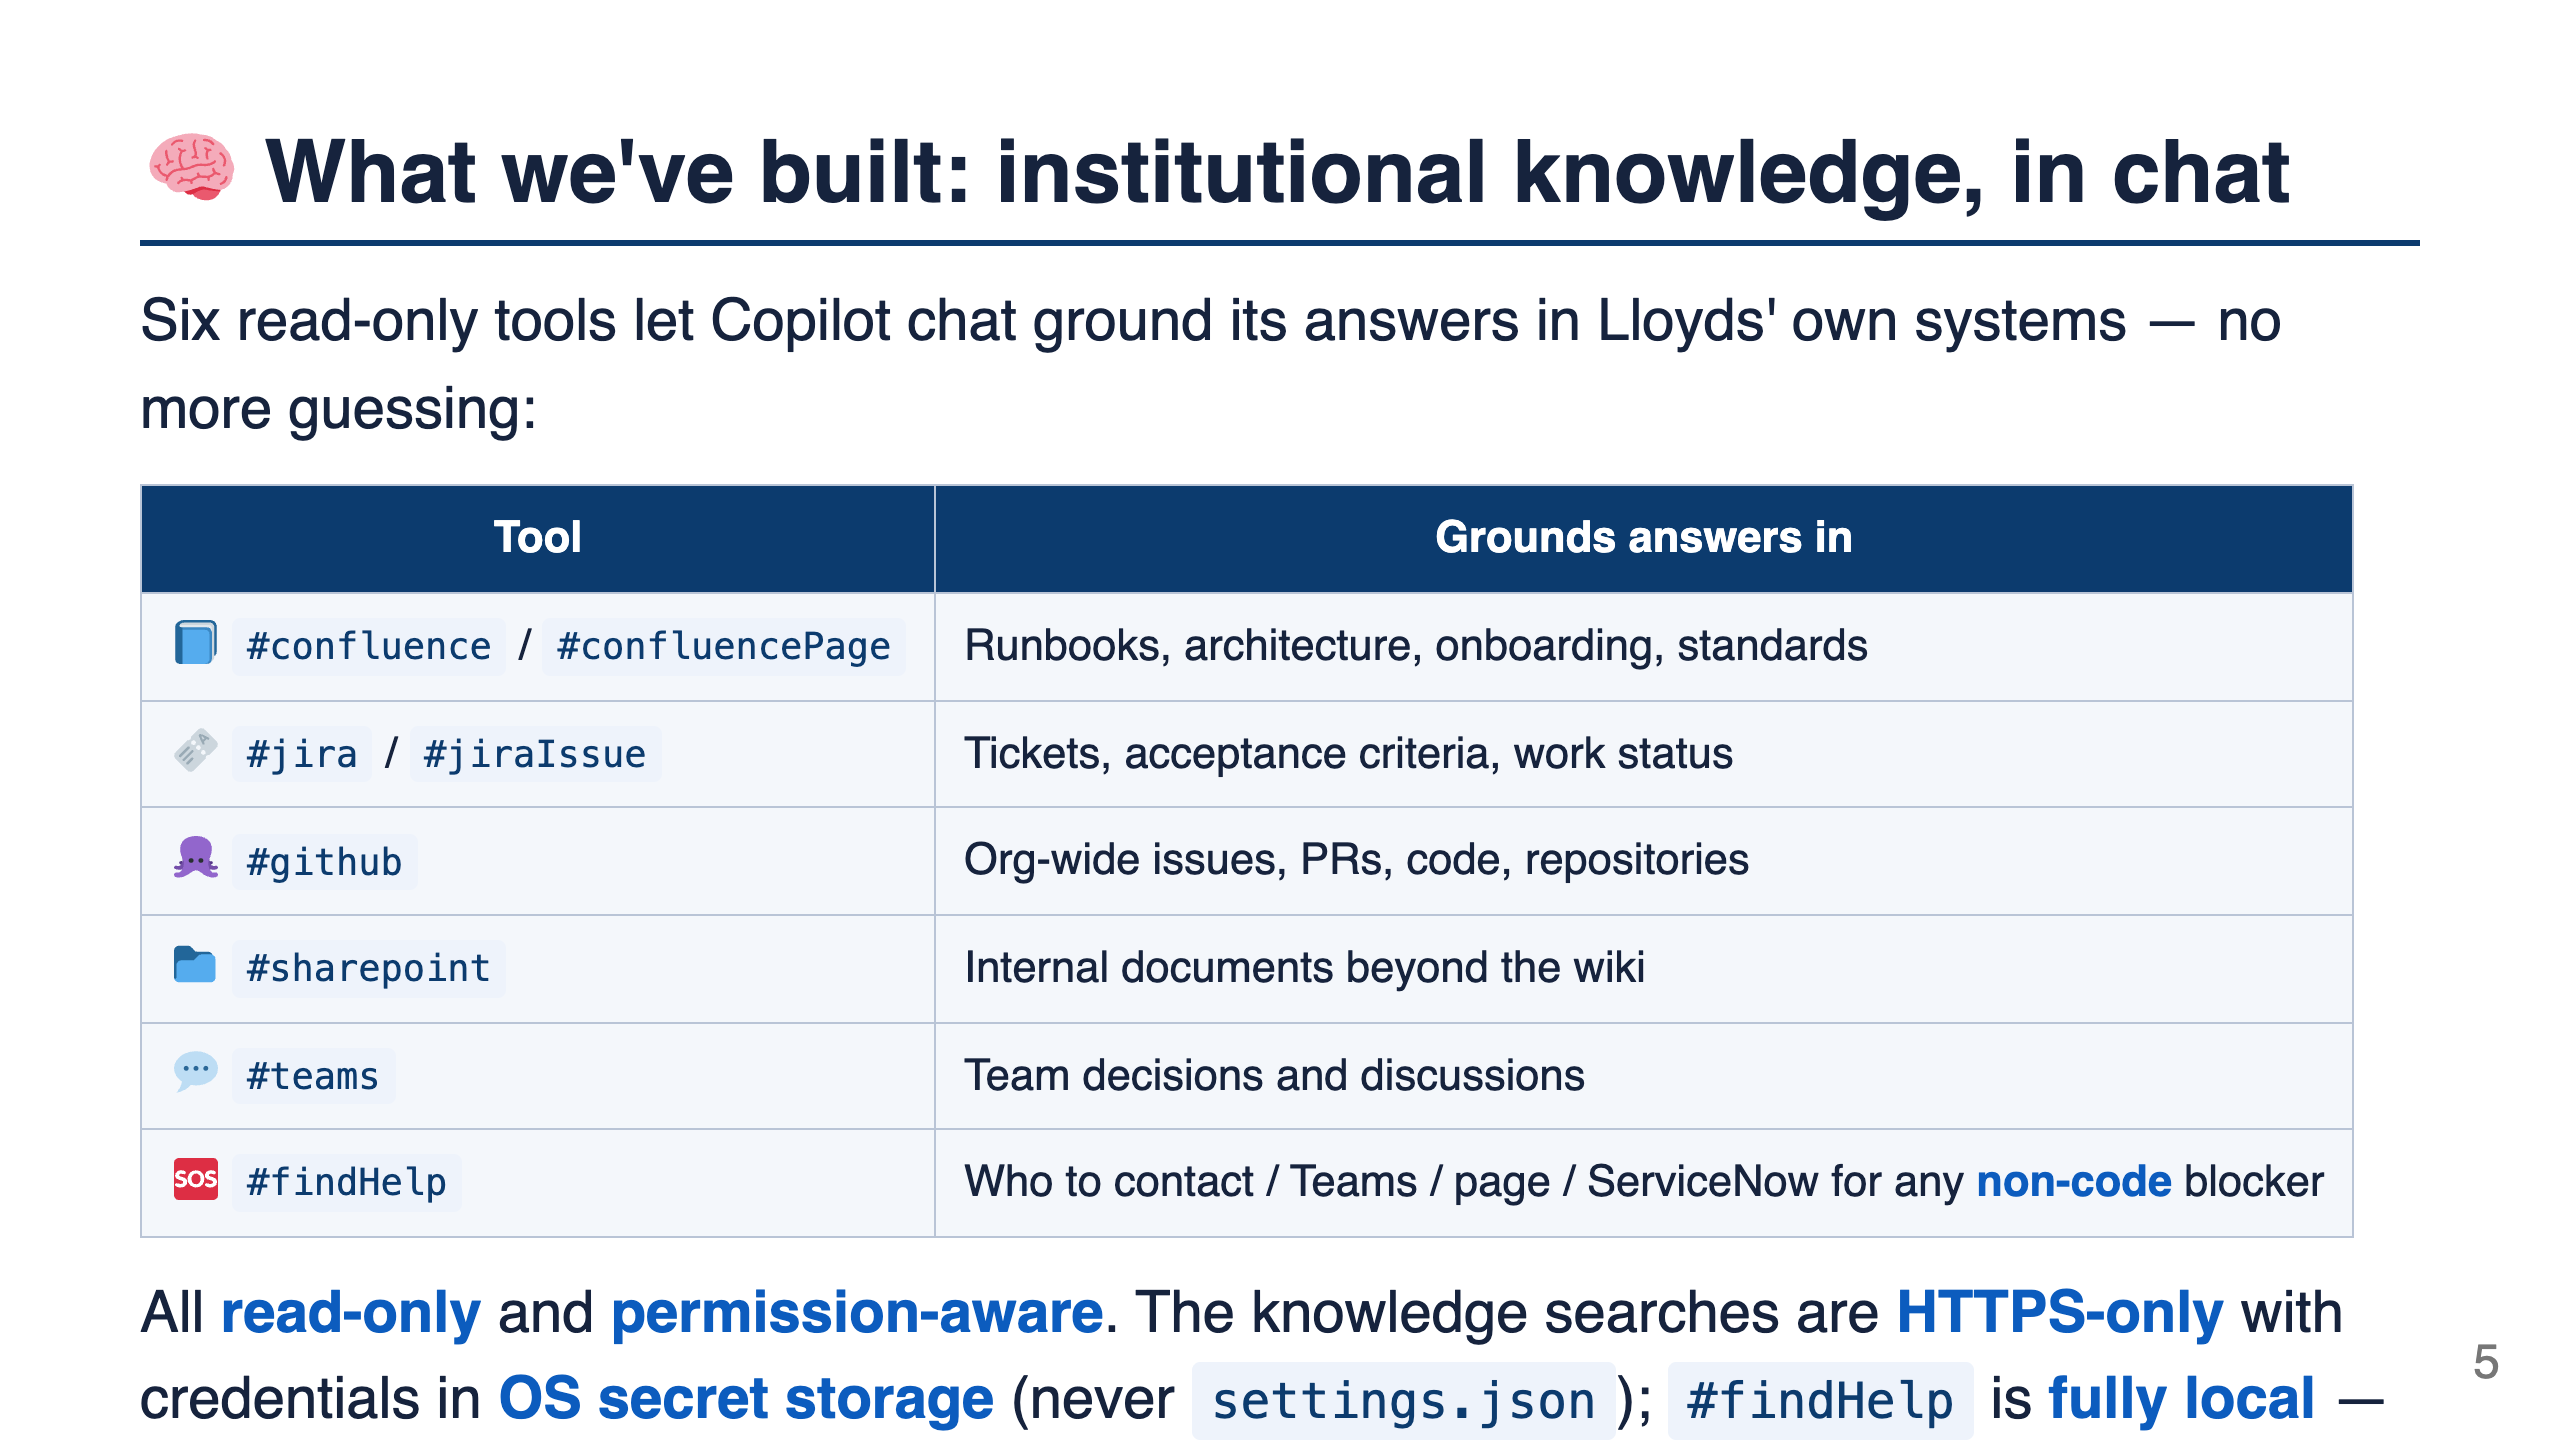 🧠 What we've built: institutional knowledge, in chat
Six read-only tools let Copilot chat ground its answers in Lloyds' own systems — no
more guessing:
Tool Grounds answers in
📘 #confluence / #confluencePage Runbooks, architecture, onboarding, standards
#jira / #jiraIssue Tickets, acceptance criteria, work status
🐙 #github Org-wide issues, PRs, code, repositories
📂 #sharepoint Internal documents beyond the wiki
💬 #teams Team decisions and discussions
🆘 #findHelp Who to contact / Teams / page / ServiceNow for any non-code blocker
All read-only and permission-aware. The knowledge searches are HTTPS-only with
credentials in OS secret storage (never settings.json); #findHelp is fully local —
5